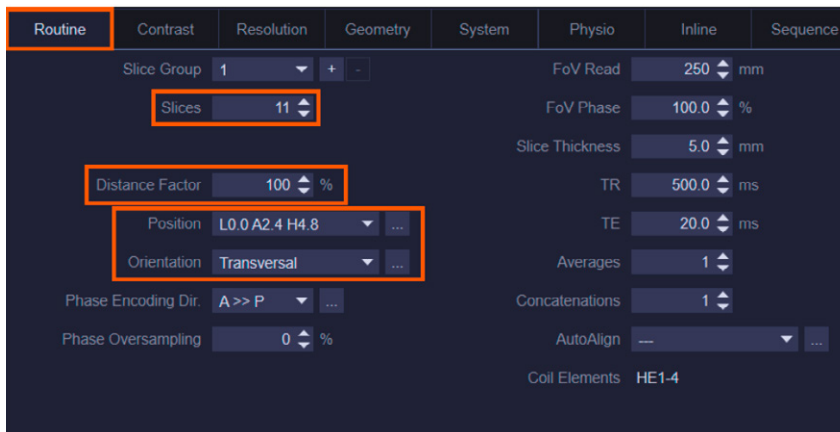 Routine Contrast Resolution Geometry System Physio Inline Sequence
Slice Group 1 + - FoV Read 250 mm
Slices 11 FoV Phase 100.0 %
Slice Thickness 5.0 mm
Distance Factor 100 % TR 500.0 ms
Position L0.0 A2.4 H4.8 ... TE 20.0 ms
Orientation Transversal ... Averages 1
Phase Encoding Dir. A >> P ... Concatenations 1
Phase Oversampling 0 % AutoAlign --- ...
Coil Elements HE1-4